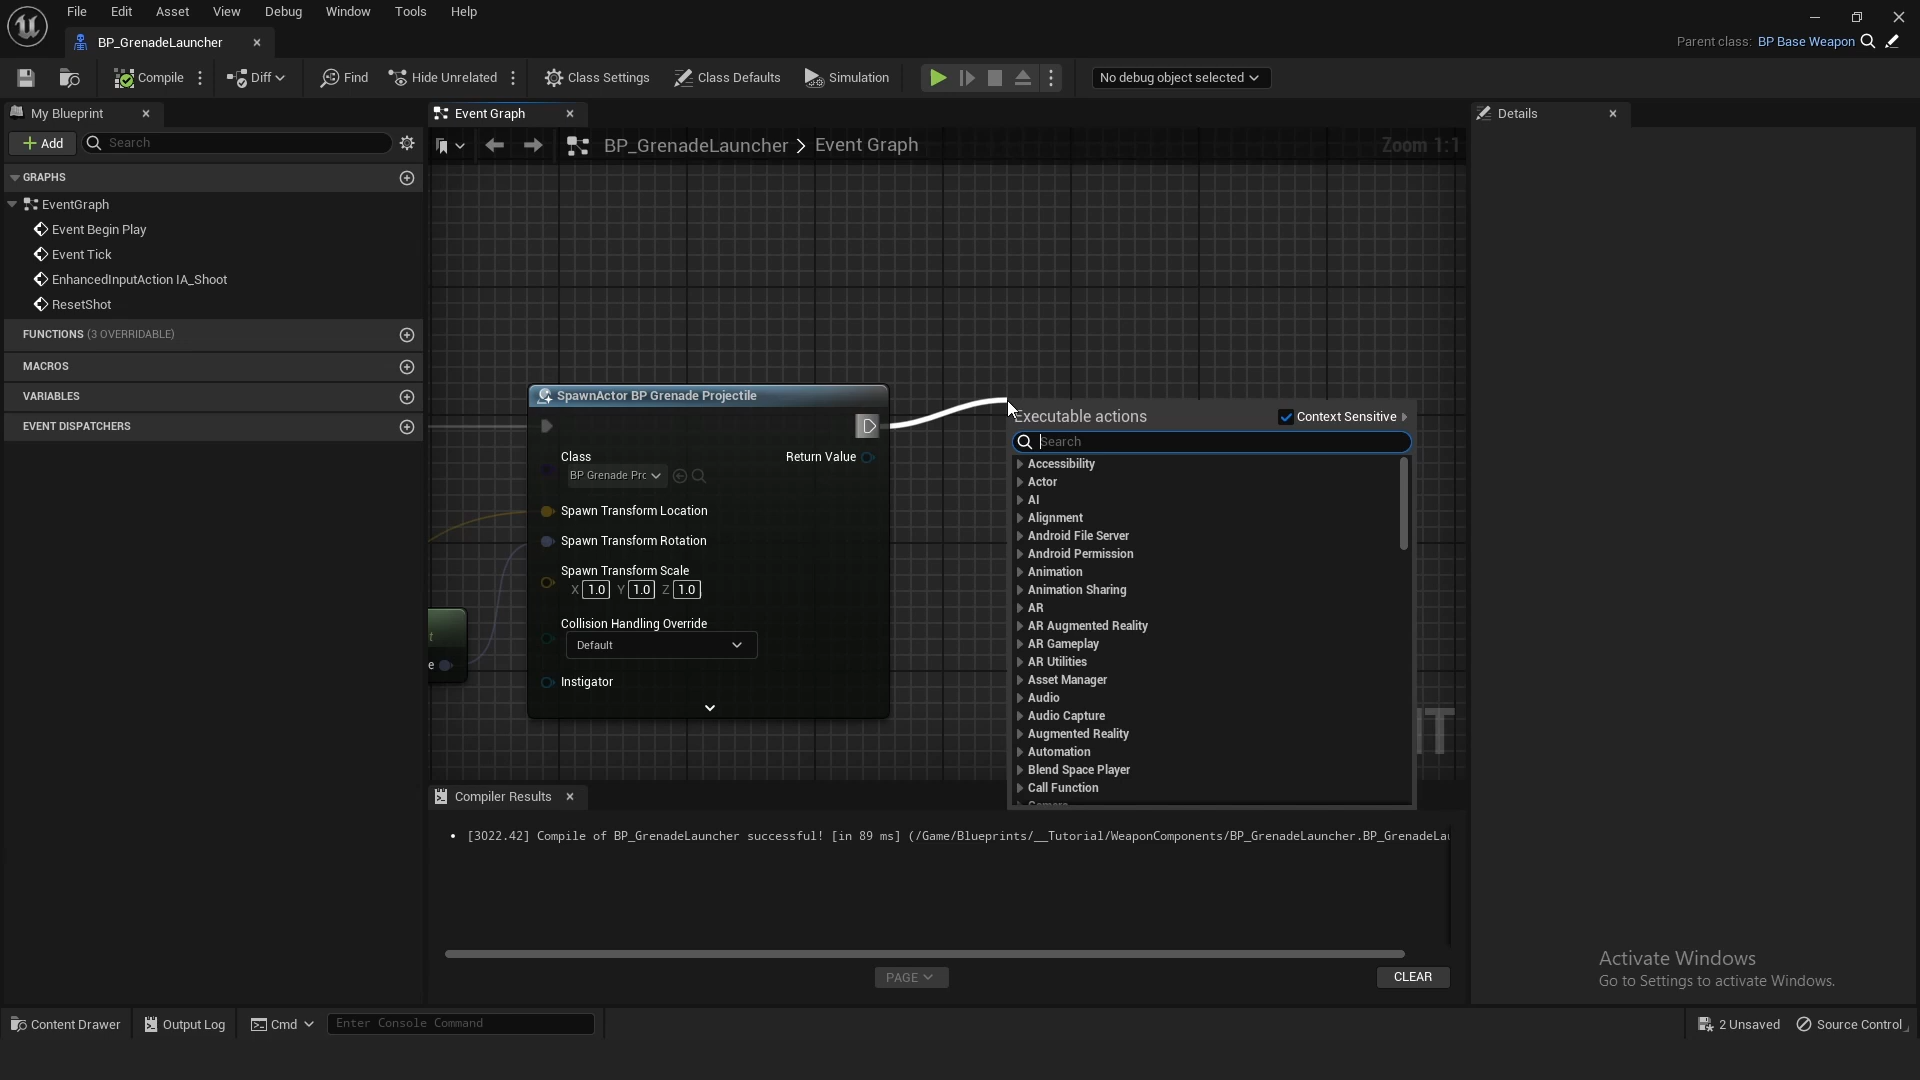 File Edit Asset View Debug Window Tools Help
BP_GrenadeLauncher
Parent class: BP Base Weapon
Compile Diff Find Hide Unrelated Class Settings Class Defaults Simulation No debug object selected
My Blueprint
Event Graph
Details
Add Search
BP_GrenadeLauncher > Event Graph
Zoom 1:1
GRAPHS
EventGraph
Event Begin Play
Event Tick
EnhancedInputAction IA_Shoot
ResetShot
FUNCTIONS (3 OVERRIDABLE)
MACROS
VARIABLES
EVENT DISPATCHERS
SpawnActor BP Grenade Projectile
Class
Return Value
BP Grenade Prc
Spawn Transform Location
Spawn Transform Rotation
Spawn Transform Scale
X 1.0 Y 1.0 Z 1.0
Collision Handling Override
Default
Instigator
t
e
Executable actions
Context Sensitive
Search
Accessibility
Actor
AI
Alignment
Android File Server
Android Permission
Animation
Animation Sharing
AR
AR Augmented Reality
AR Gameplay
AR Utilities
Asset Manager
Audio
Audio Capture
Augmented Reality
Automation
Blend Space Player
Call Function
T
Compiler Results
• [3022.42] Compile of BP_GrenadeLauncher successful! [in 89 ms] (/Game/Blueprints/__Tutorial/WeaponComponents/BP_GrenadeLauncher.BP_GrenadeLau
PAGE
CLEAR
Activate Windows
Go to Settings to activate Windows.
Content Drawer Output Log Cmd Enter Console Command
2 Unsaved Source Control